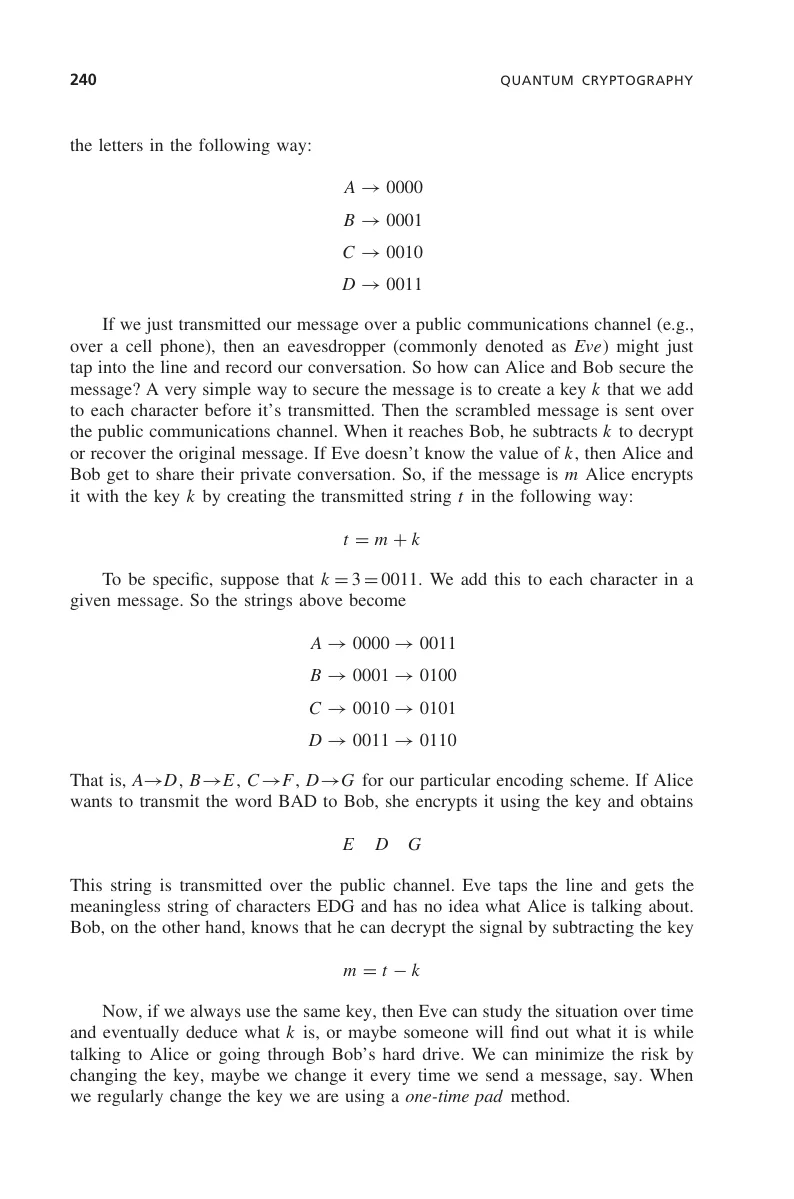 240 QUANTUM CRYPTOGRAPHY
the letters in the following way:
A → 0000
B → 0001
C → 0010
D → 0011
If we just transmitted our message over a public communications channel (e.g.,
over a cell phone), then an eavesdropper (commonly denoted as Eve) might just
tap into the line and record our conversation. So how can Alice and Bob secure the
message? A very simple way to secure the message is to create a key k that we add
to each character before it's transmitted. Then the scrambled message is sent over
the public communications channel. When it reaches Bob, he subtracts k to decrypt
or recover the original message. If Eve doesn't know the value of k, then Alice and
Bob get to share their private conversation. So, if the message is m Alice encrypts
it with the key k by creating the transmitted string t in the following way:
t = m + k
To be specific, suppose that k = 3 = 0011. We add this to each character in a
given message. So the strings above become
A → 0000 → 0011
B → 0001 → 0100
C → 0010 → 0101
D → 0011 → 0110
That is, A→D, B→E, C→F, D→G for our particular encoding scheme. If Alice
wants to transmit the word BAD to Bob, she encrypts it using the key and obtains
E D G
This string is transmitted over the public channel. Eve taps the line and gets the
meaningless string of characters EDG and has no idea what Alice is talking about.
Bob, on the other hand, knows that he can decrypt the signal by subtracting the key
m = t − k
Now, if we always use the same key, then Eve can study the situation over time
and eventually deduce what k is, or maybe someone will find out what it is while
talking to Alice or going through Bob's hard drive. We can minimize the risk by
changing the key, maybe we change it every time we send a message, say. When
we regularly change the key we are using a one-time pad method.